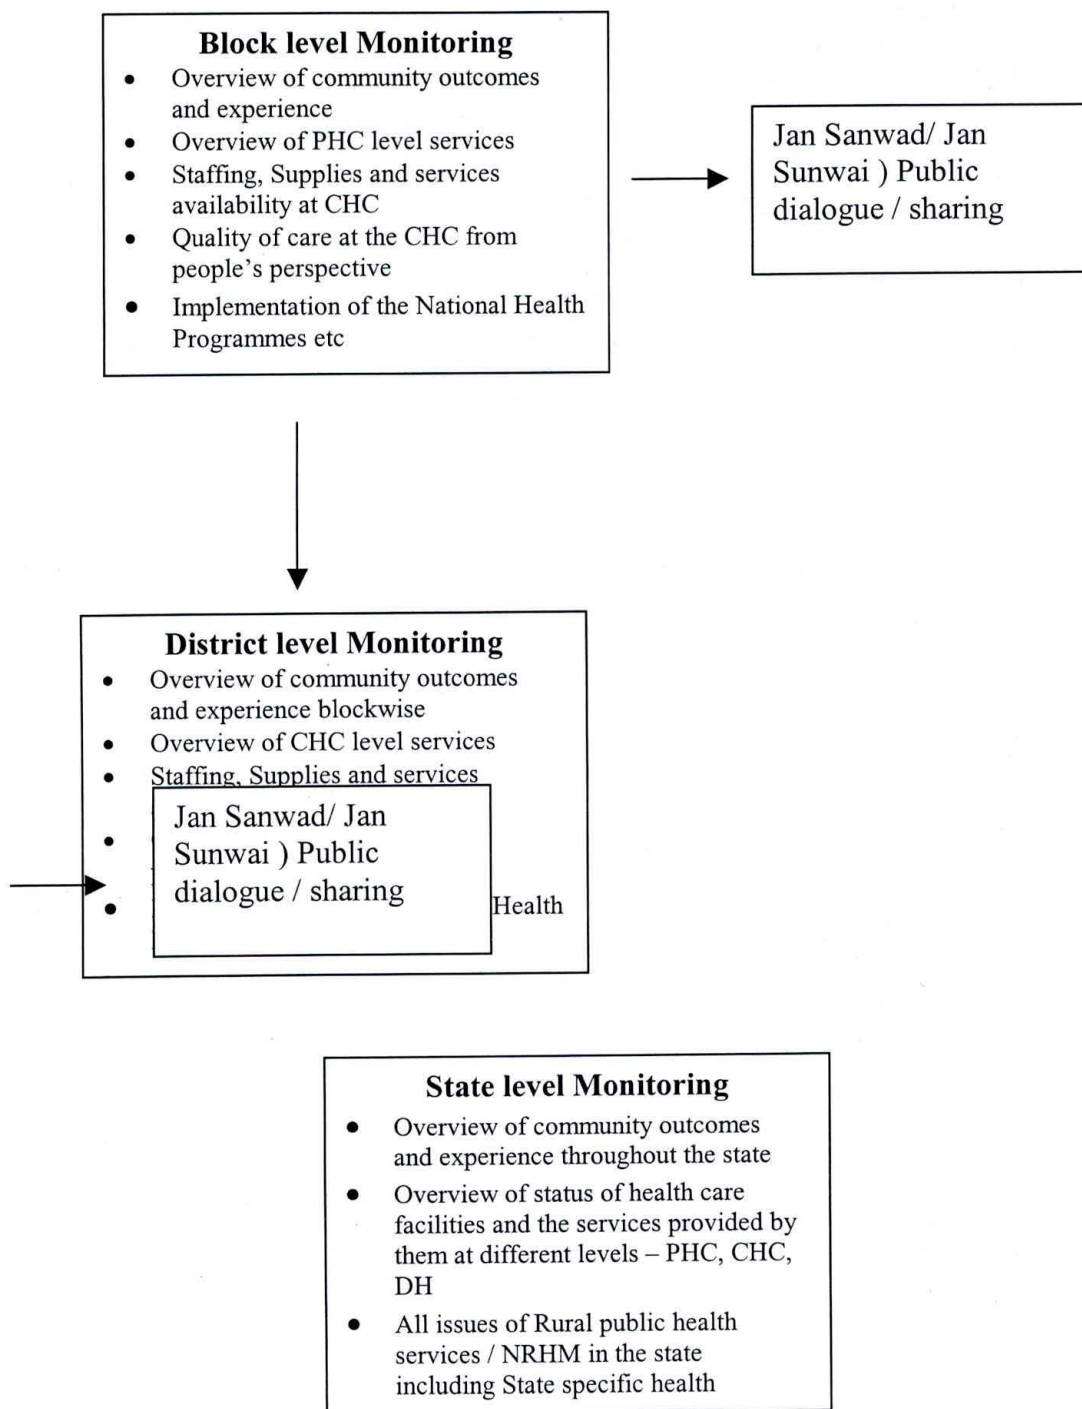 Block level Monitoring
• Overview of community outcomes
and experience
• Overview of PHC level services
• Staffing, Supplies and services
availability at CHC
• Quality of care at the CHC from
people's perspective
• Implementation of the National Health
Programmes etc
Jan Sanwad/ Jan
Sunwai ) Public
dialogue / sharing
District level Monitoring
• Overview of community outcomes
and experience blockwise
• Overview of CHC level services
• Staffing, Supplies and services
•
• Health
Jan Sanwad/ Jan
Sunwai ) Public
dialogue / sharing
State level Monitoring
• Overview of community outcomes
and experience throughout the state
• Overview of status of health care
facilities and the services provided by
them at different levels – PHC, CHC,
DH
• All issues of Rural public health
services / NRHM in the state
including State specific health